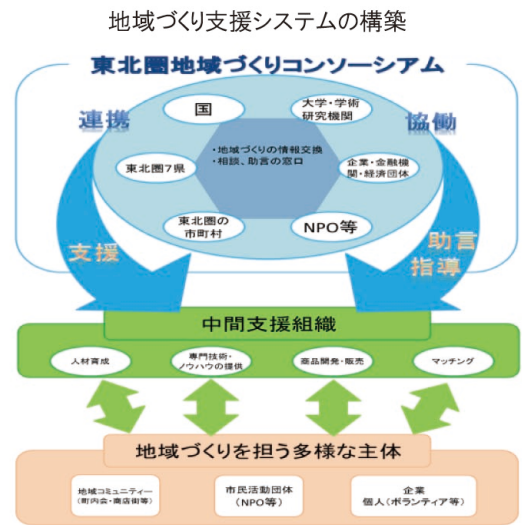 地域づくり支援システムの構築
東北圏地域づくりコンソーシアム
連携
協働
国
大学・学術
研究機関
・地域づくりの情報交換
・相談、助言の窓口
東北圏7県
企業・金融機
関・経済団体
東北圏の
市町村
NPO等
支援
助言
指導
中間支援組織
人材育成
専門技術・
ノウハウの提供
商品開発・販売
マッチング
地域づくりを担う多様な主体
地域コミュニティー
(町内会・商店街等)
市民活動団体
(NPO等)
企業
個人(ボランティア等)